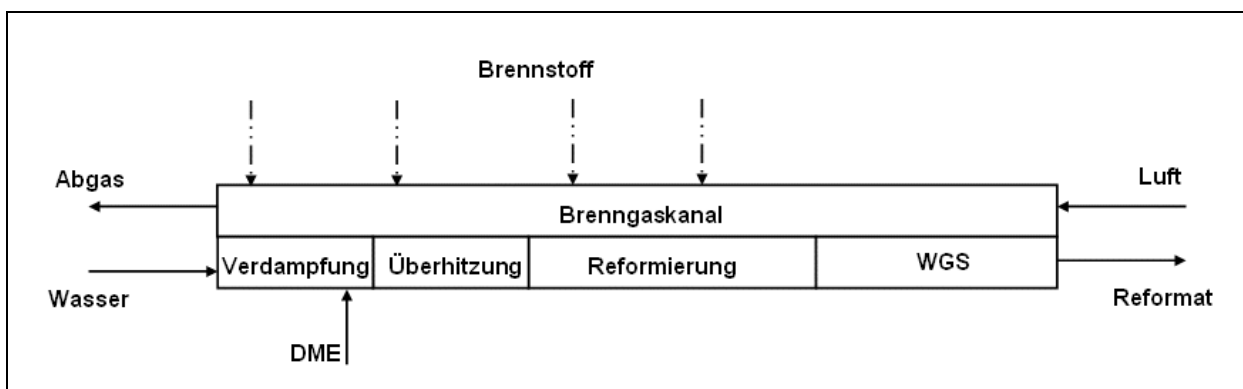 Brennstoff
Abgas
Luft
Brenngaskanal
Verdampfung
Überhitzung
Reformierung
WGS
Wasser
Reformat
DME